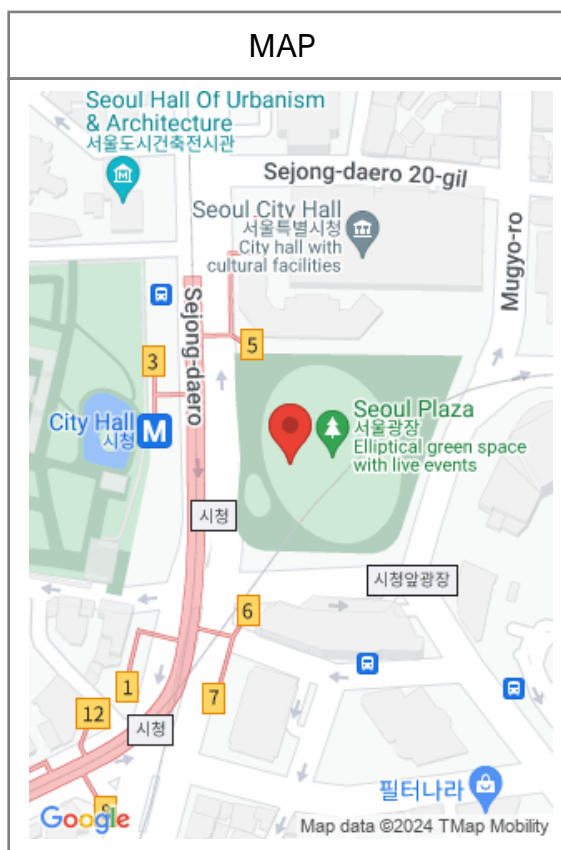 MAP
Seoul Hall Of Urbanism
& Architecture
서울도시건축전시관
Sejong-daero 20-gil
Seoul City Hall
서울특별시청
City hall with
cultural facilities
Mugyo-ro
Sejong-daero
5
3
City Hall
시청
M
Seoul Plaza
서울광장
Elliptical green space
with live events
시청
시청앞광장
6
1
7
12
시청
필터나라
Google
Map data ©2024 TMap Mobility